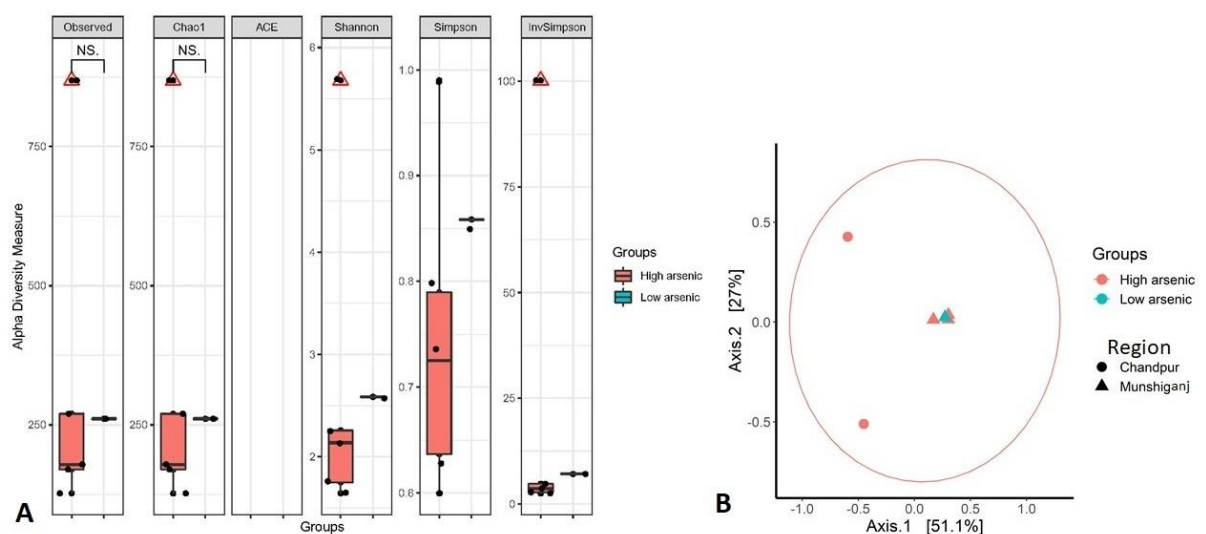 Observed Chao1 ACE Shannon Simpson InvSimpson
NS. NS.
Alpha Diversity Measure
750
500
250
750
500
250
6
5
4
3
2
1.0
0.9
0.8
0.7
0.6
100
75
50
25
0
Groups
Groups
High arsenic
Low arsenic
A
Axis.2 [27%]
0.5
0.0
-0.5
-1.0 -0.5 0.0 0.5 1.0
Axis.1 [51.1%]
Groups
High arsenic
Low arsenic
Region
Chandpur
Munshiganj
B